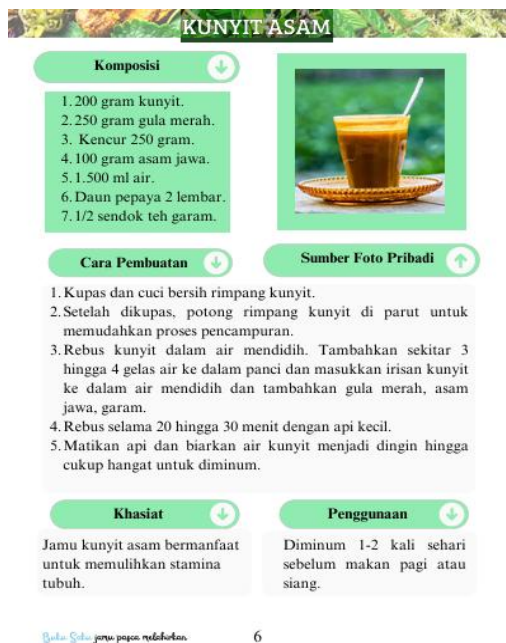 KUNYIT ASAM
Komposisi
1. 200 gram kunyit.
2. 250 gram gula merah.
3. Kencur 250 gram.
4. 100 gram asam jawa.
5. 1.500 ml air.
6. Daun pepaya 2 lembar.
7. 1/2 sendok teh garam.
Sumber Foto Pribadi
Cara Pembuatan
1. Kupas dan cuci bersih rimpang kunyit.
2. Setelah dikupas, potong rimpang kunyit di parut untuk
memudahkan proses pencampuran.
3. Rebus kunyit dalam air mendidih. Tambahkan sekitar 3
hingga 4 gelas air ke dalam panci dan masukkan irisan kunyit
ke dalam air mendidih dan tambahkan gula merah, asam
jawa, garam.
4. Rebus selama 20 hingga 30 menit dengan api kecil.
5. Matikan api dan biarkan air kunyit menjadi dingin hingga
cukup hangat untuk diminum.
Khasiat
Jamu kunyit asam bermanfaat
untuk memulihkan stamina
tubuh.
Penggunaan
Diminum 1-2 kali sehari
sebelum makan pagi atau
siang.
Buku Saku jamu pasca melahirkan
6